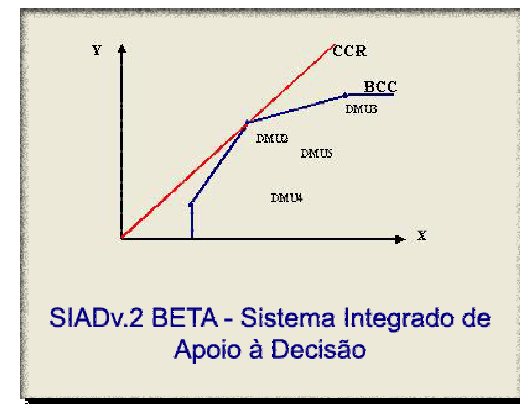 Y
CCR
BCC
DMU3
DMU2
DMU5
DMU4
X
SIADv.2 BETA - Sistema Integrado de
Apoio à Decisão